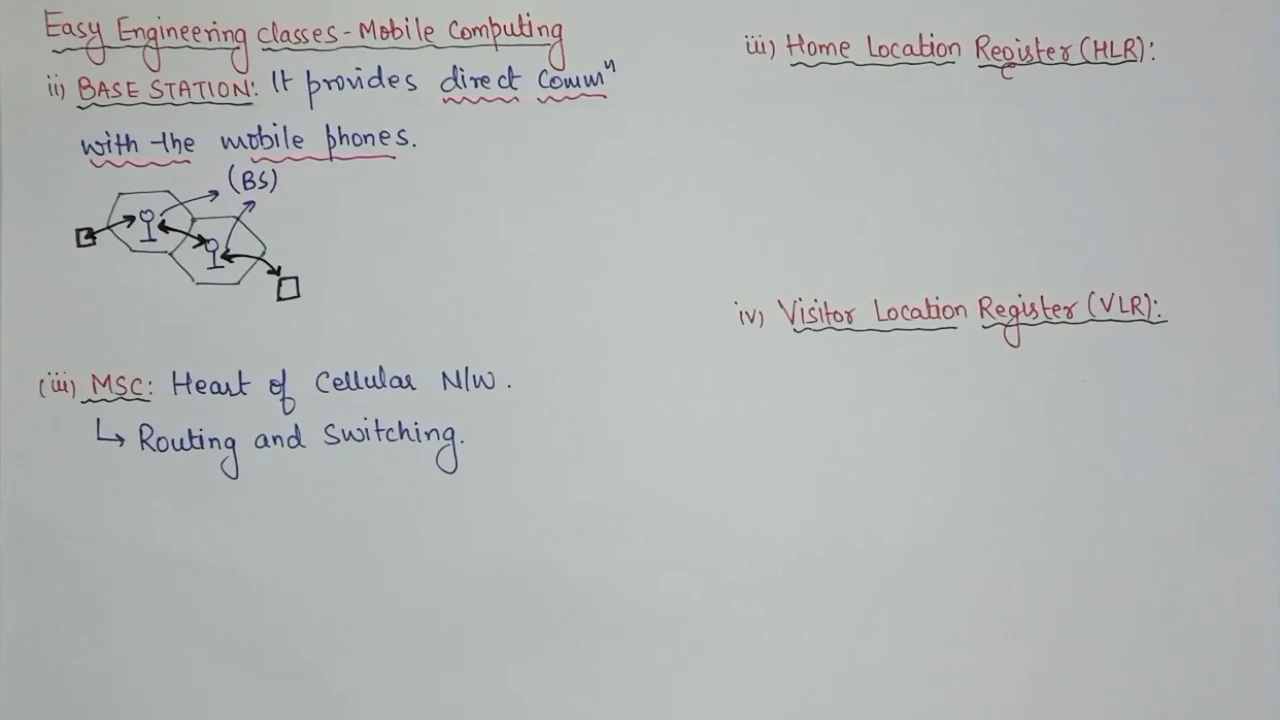 Easy Engineering classes - Mobile Computing
ii) BASE STATION: It provides direct Commⁿ
with the mobile phones.
(BS)
(iii) MSC: Heart of Cellular N/W.
↳ Routing and Switching.
iii) Home Location Register (HLR):
iv) Visitor Location Register (VLR):